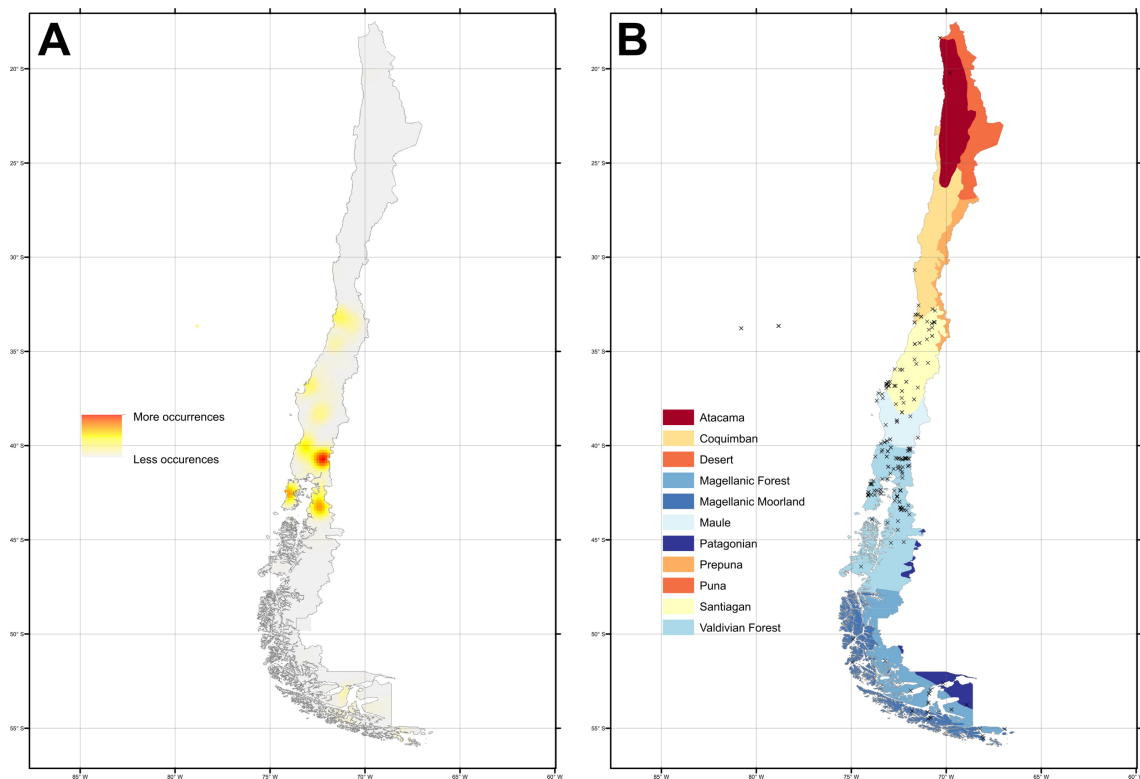 A
20° S
25° S
30° S
35° S
40° S
45° S
50° S
55° S
More occurrences
Less occurences
85° W
80° W
75° W
70° W
65° W
60° W
B
20° S
25° S
30° S
35° S
40° S
45° S
50° S
55° S
Atacama
Coquimban
Desert
Magellanic Forest
Magellanic Moorland
Maule
Patagonian
Prepuna
Puna
Santiagan
Valdivian Forest
85° W
80° W
75° W
70° W
65° W
60° W